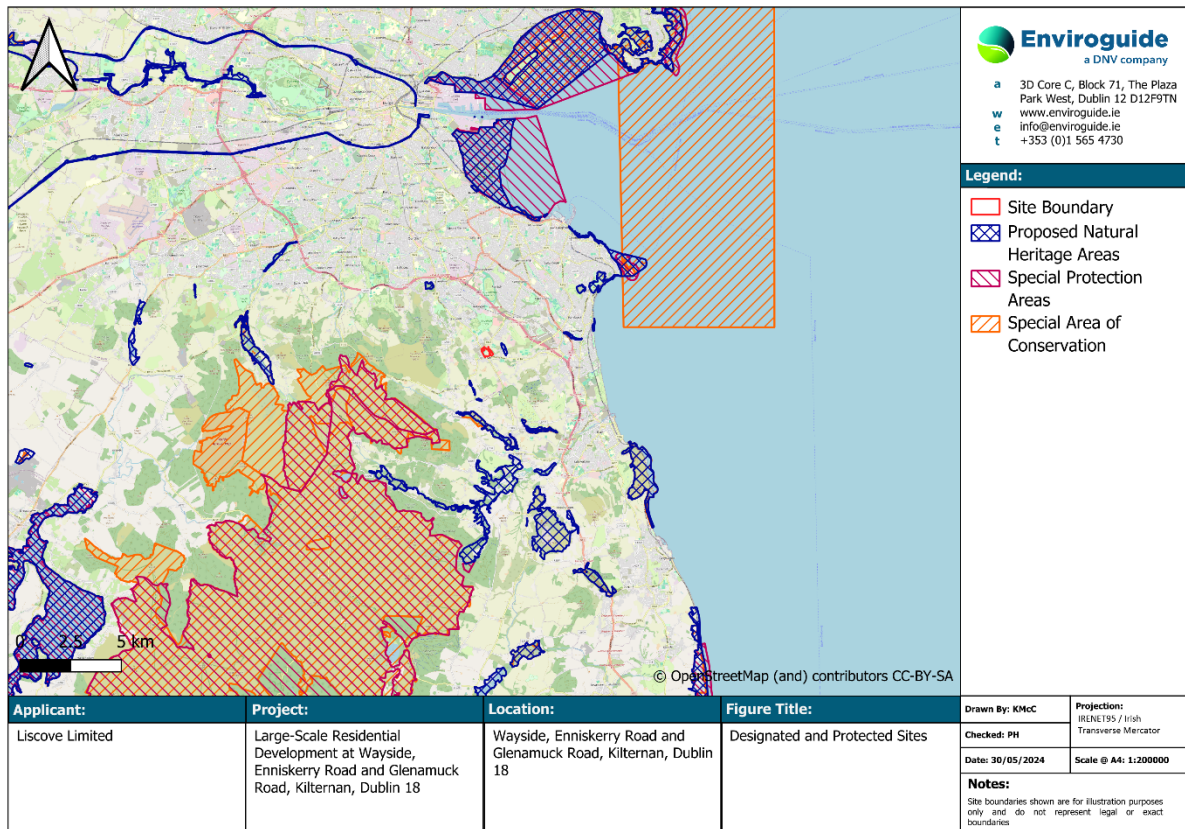 Enviroguide
a DNV company
a 3D Core C, Block 71, The Plaza
Park West, Dublin 12 D12F9TN
w www.enviroguide.ie
e info@enviroguide.ie
t +353 (0)1 565 4730
Legend:
Site Boundary
Proposed Natural
Heritage Areas
Special Protection
Areas
Special Area of
Conservation
0 2.5 5 km
© OpenStreetMap (and) contributors CC-BY-SA
Applicant:
Liscove Limited
Project:
Large-Scale Residential
Development at Wayside,
Enniskerry Road and Glenamuck
Road, Kilternan, Dublin 18
Location:
Wayside, Enniskerry Road and
Glenamuck Road, Kilternan, Dublin
18
Figure Title:
Designated and Protected Sites
Drawn By: KMcC
Checked: PH
Date: 30/05/2024
Projection:
IRENET95 / Irish
Transverse Mercator
Scale @ A4: 1:200000
Notes:
Site boundaries shown are for illustration purposes
only and do not represent legal or exact
boundaries